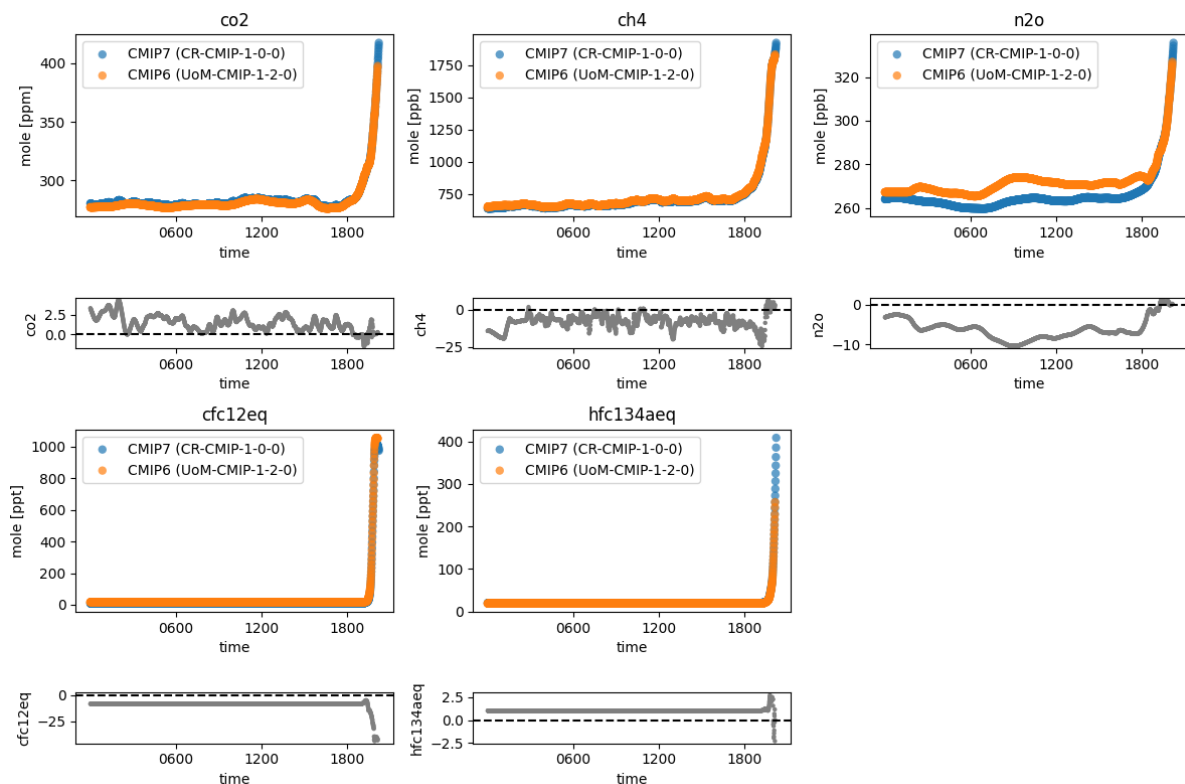 co2
mole [ppm]
400
300
CMIP7 (CR-CMIP-1-0-0)
CMIP6 (UoM-CMIP-1-2-0)
0600 1200 1800
time
ch4
mole [ppb]
1750
1500
1250
1000
750
CMIP7 (CR-CMIP-1-0-0)
CMIP6 (UoM-CMIP-1-2-0)
0600 1200 1800
time
n2o
mole [ppb]
320
300
280
260
CMIP7 (CR-CMIP-1-0-0)
CMIP6 (UoM-CMIP-1-2-0)
0600 1200 1800
time
co2
2.5
0.0
0600 1200 1800
time
ch4
0
−25
0600 1200 1800
time
n2o
0
−10
0600 1200 1800
time
cfc12eq
mole [ppt]
1000
800
600
400
200
0
CMIP7 (CR-CMIP-1-0-0)
CMIP6 (UoM-CMIP-1-2-0)
0600 1200 1800
time
hfc134aeq
mole [ppt]
400
300
200
100
0
CMIP7 (CR-CMIP-1-0-0)
CMIP6 (UoM-CMIP-1-2-0)
0600 1200 1800
time
cfc12eq
0
−25
0600 1200 1800
time
hfc134aeq
2.5
0.0
−2.5
0600 1200 1800
time